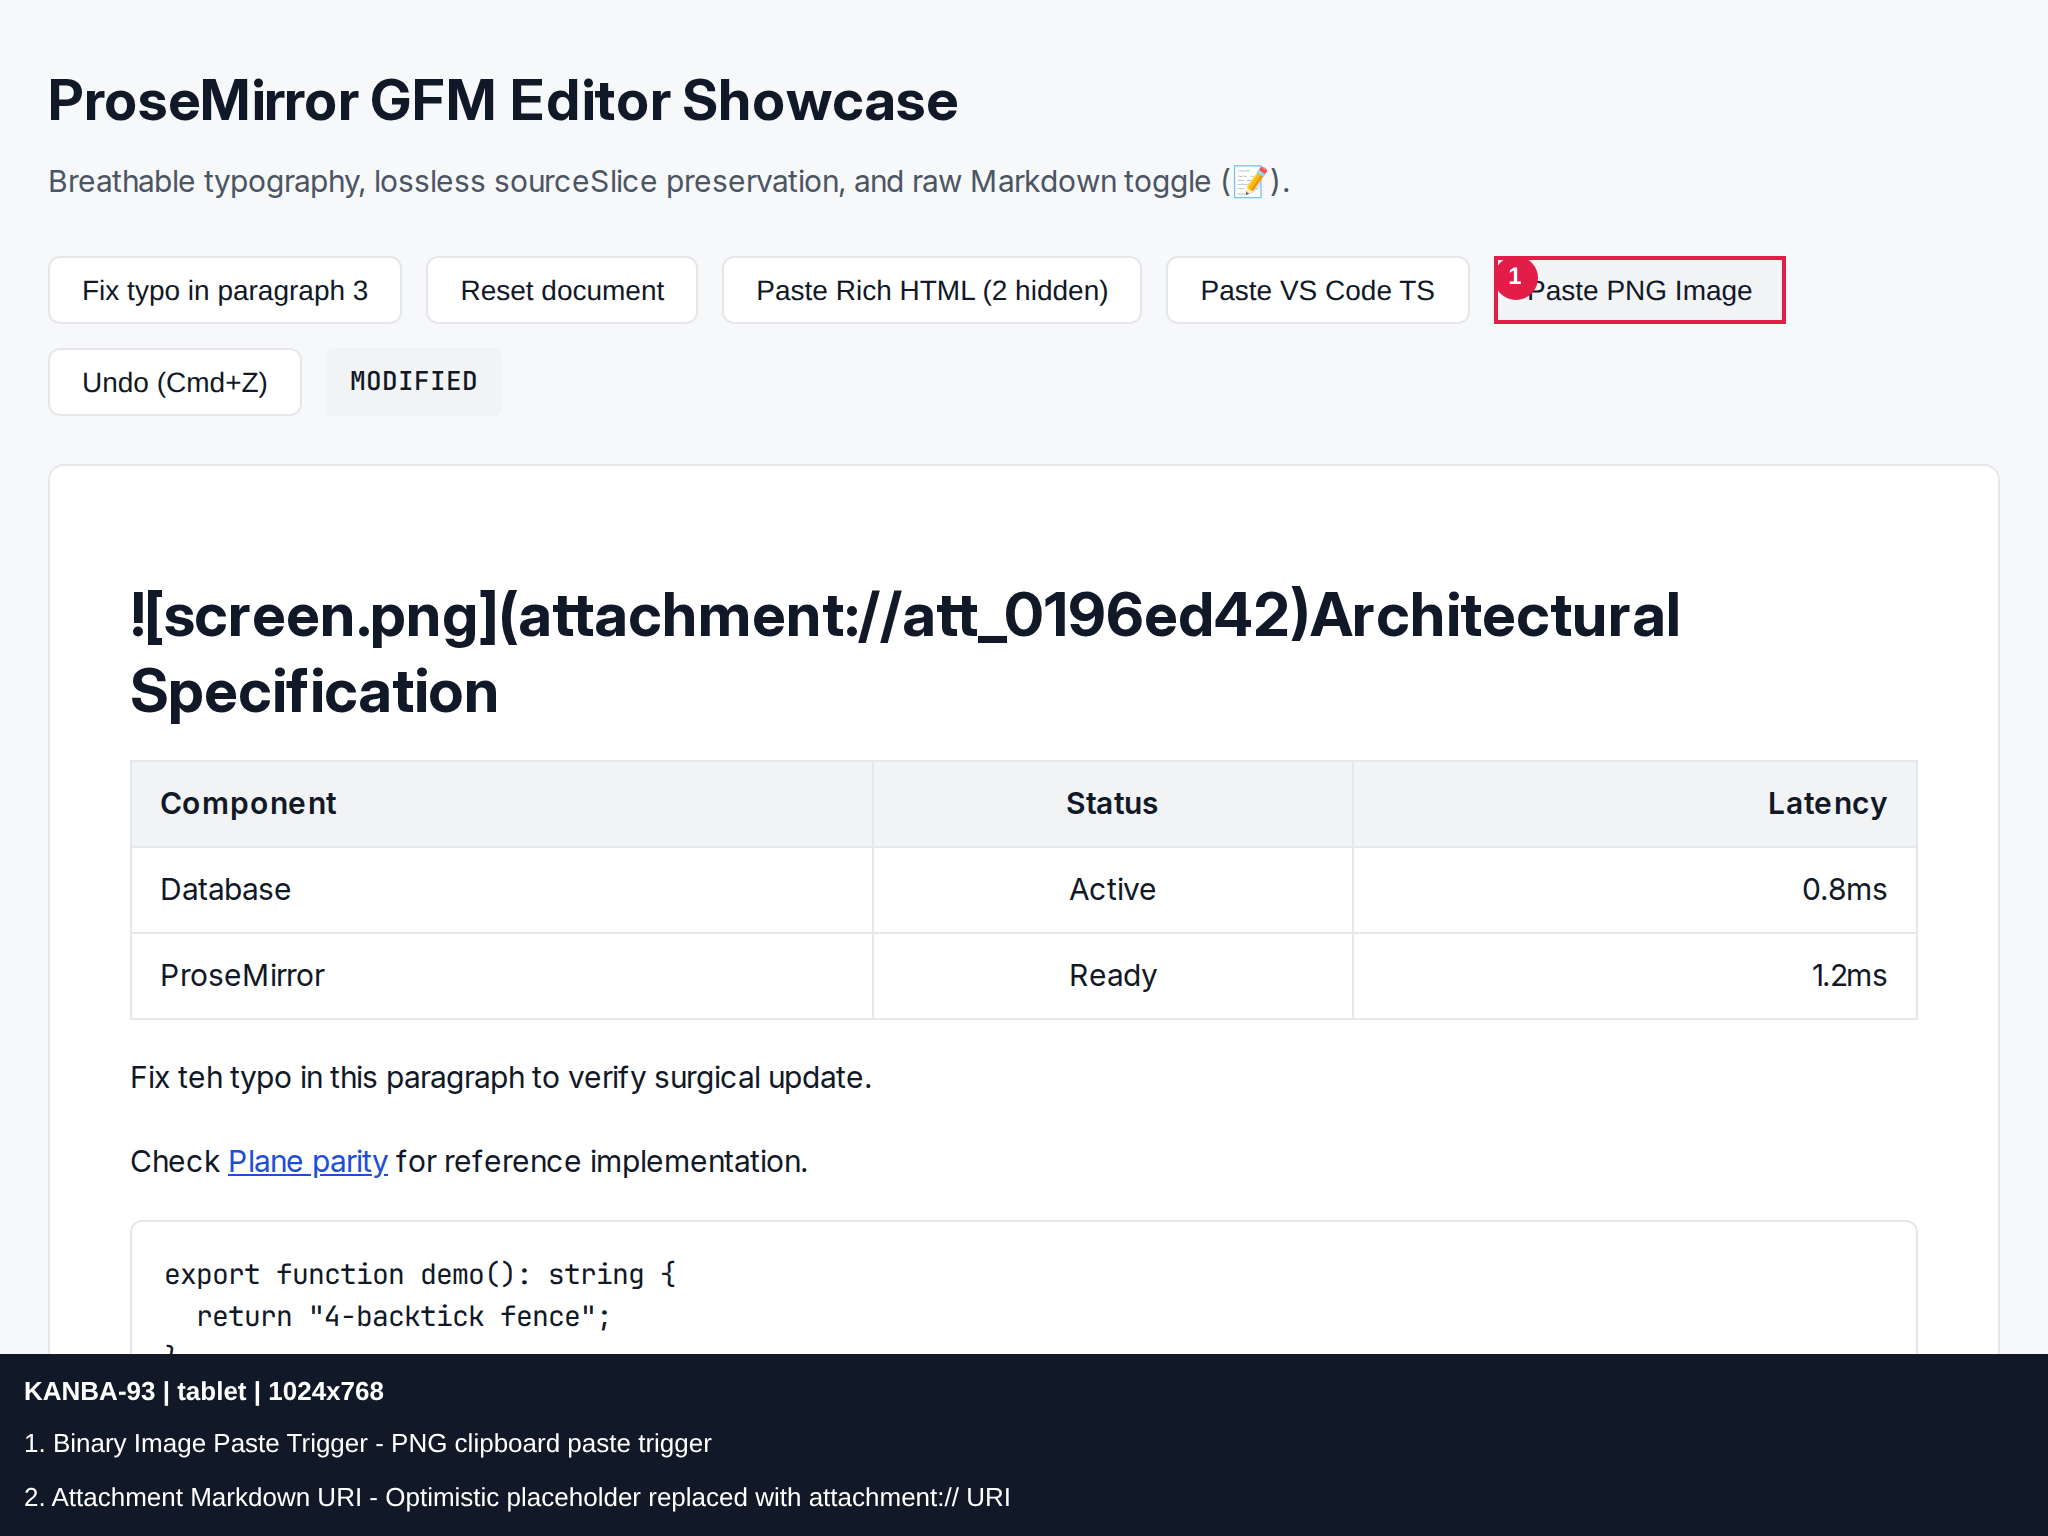 ProseMirror GFM Editor Showcase
Breathable typography, lossless sourceSlice preservation, and raw Markdown toggle (📝).
Fix typo in paragraph 3
Reset document
Paste Rich HTML (2 hidden)
Paste VS Code TS
1
Paste PNG Image
Undo (Cmd+Z)
MODIFIED
![screen.png](attachment://att_0196ed42)Architectural
Specification
Component Status Latency
Database Active 0.8ms
ProseMirror Ready 1.2ms
Fix teh typo in this paragraph to verify surgical update.
Check Plane parity for reference implementation.
export function demo(): string {
  return "4-backtick fence";
}
KANBA-93 | tablet | 1024x768
1. Binary Image Paste Trigger - PNG clipboard paste trigger
2. Attachment Markdown URI - Optimistic placeholder replaced with attachment:// URI